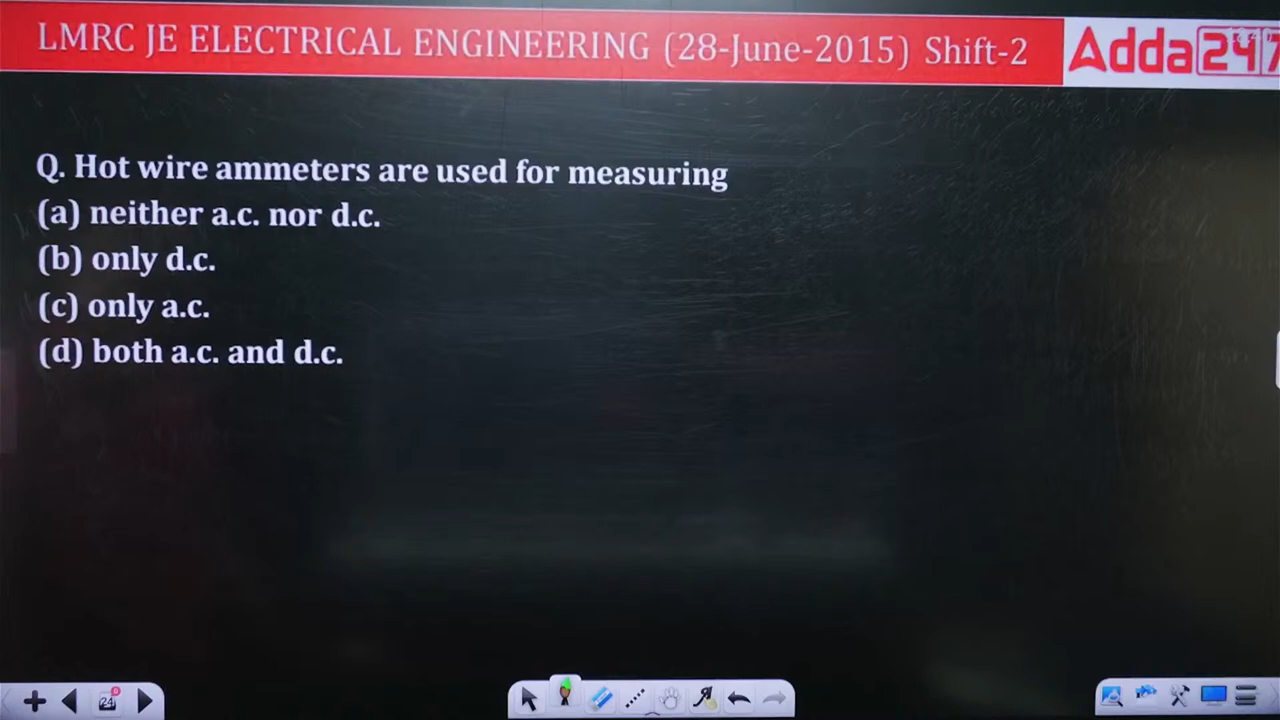 LMRC JE ELECTRICAL ENGINEERING (28-June-2015) Shift-2
Adda247
Q. Hot wire ammeters are used for measuring
(a) neither a.c. nor d.c.
(b) only d.c.
(c) only a.c.
(d) both a.c. and d.c.
24